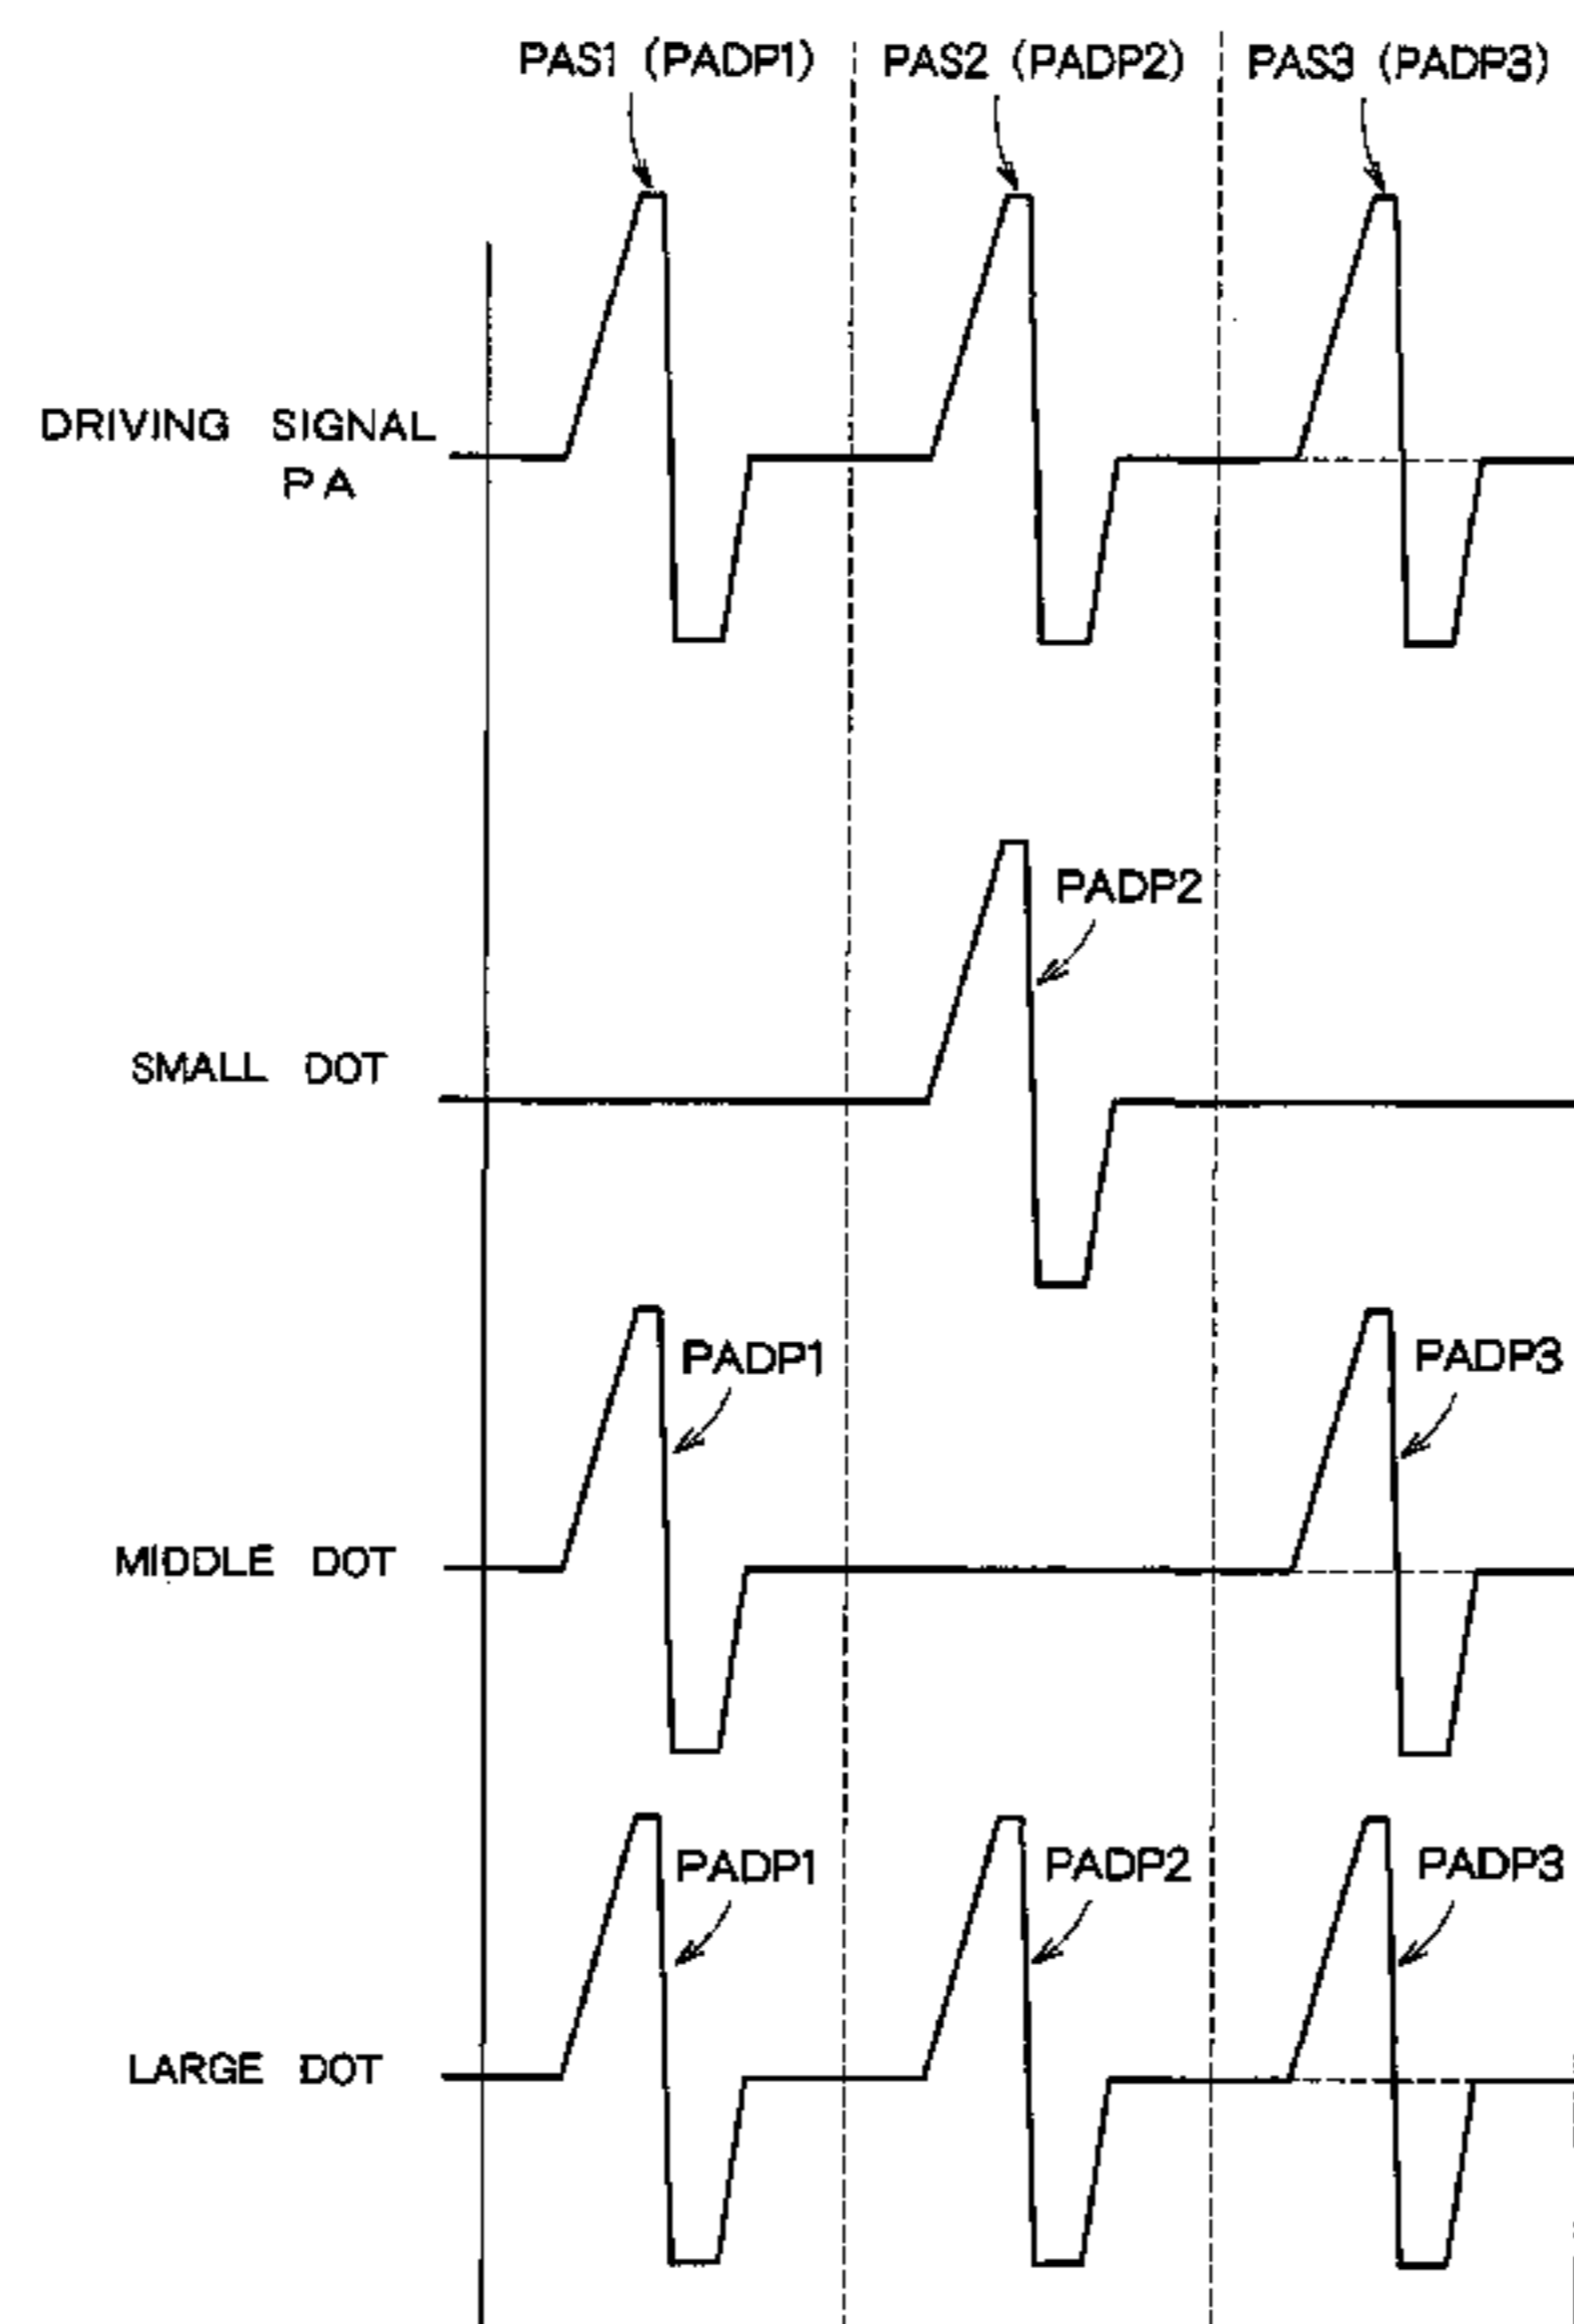 PAS1 (PADP1) PAS2 (PADP2) PAS3 (PADP3)
DRIVING SIGNAL
PA
PADP2
SMALL DOT
PADP1 PADP3
MIDDLE DOT
PADP1 PADP2 PADP3
LARGE DOT